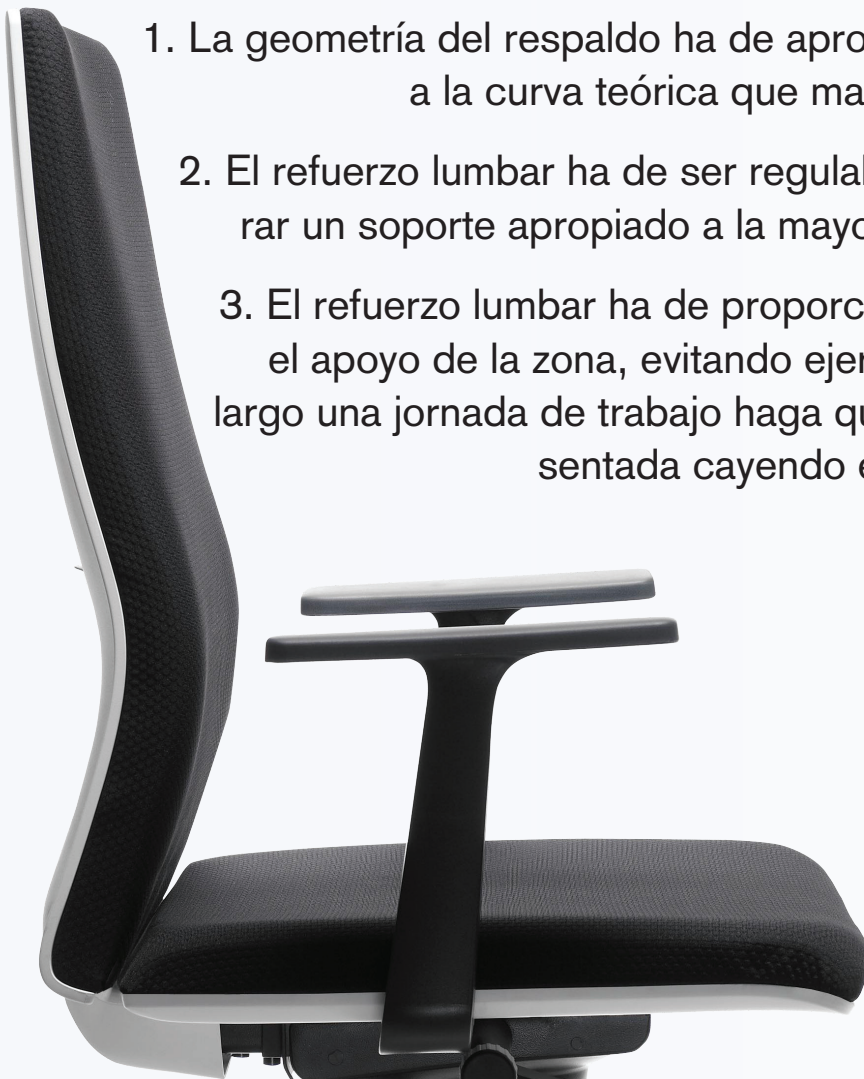 1. La geometría del respaldo ha de apro
a la curva teórica que ma
2. El refuerzo lumbar ha de ser regula
rar un soporte apropiado a la mayo
3. El refuerzo lumbar ha de proporc
el apoyo de la zona, evitando ejer
largo una jornada de trabajo haga qu
sentada cayendo e